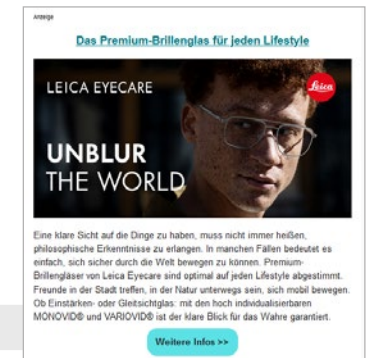 Anzeige
Das Premium-Brillenglas für jeden Lifestyle
LEICA EYECARE
Leica
UNBLUR
THE WORLD
Eine klare Sicht auf die Dinge zu haben, muss nicht immer heißen,
philosophische Erkenntnisse zu erlangen. In manchen Fällen bedeutet es
einfach, sich sicher durch die Welt bewegen zu können. Premium-
Brillengläser von Leica Eyecare sind optimal auf jeden Lifestyle abgestimmt.
Freunde in der Stadt treffen, in der Natur unterwegs sein, sich mobil bewegen.
Ob Einstärken- oder Gleitsichtglas: mit den hoch individualisierbaren
MONOVID® und VARIOVID® ist der klare Blick für das Wahre garantiert.
Weitere Infos >>